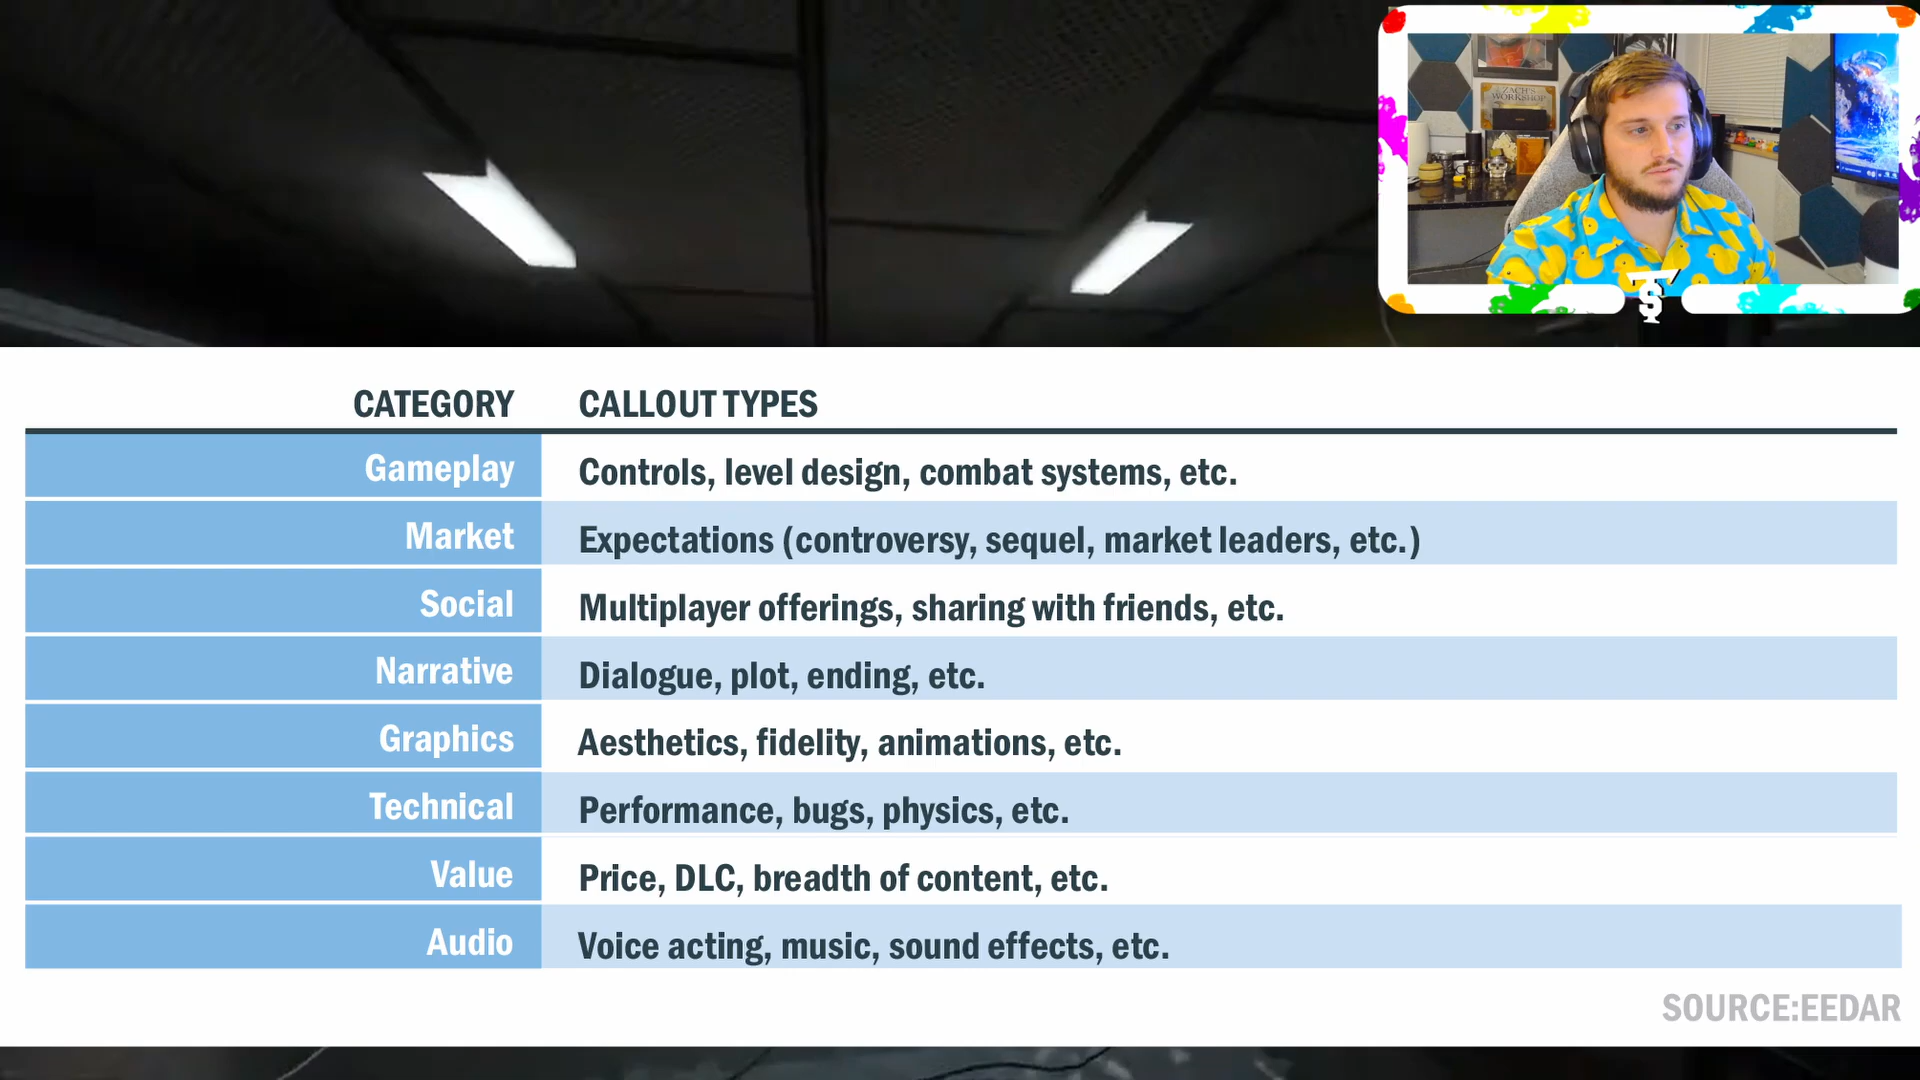 ZACH'S
WORKSHOP
CATEGORY CALLOUT TYPES
Gameplay Controls, level design, combat systems, etc.
Market Expectations (controversy, sequel, market leaders, etc.)
Social Multiplayer offerings, sharing with friends, etc.
Narrative Dialogue, plot, ending, etc.
Graphics Aesthetics, fidelity, animations, etc.
Technical Performance, bugs, physics, etc.
Value Price, DLC, breadth of content, etc.
Audio Voice acting, music, sound effects, etc.
SOURCE:EEDAR